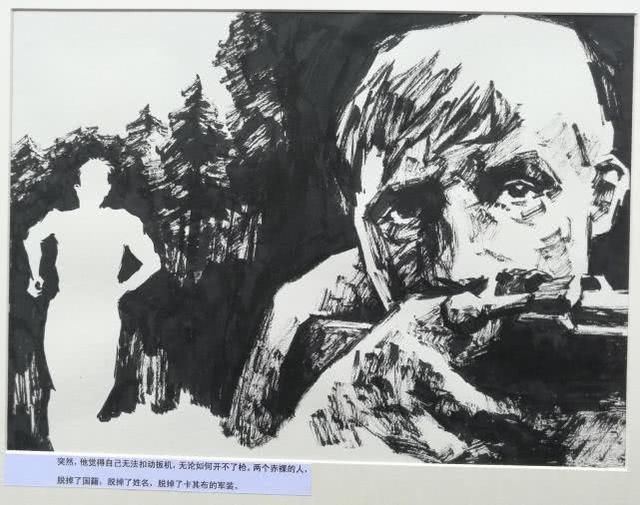 突然，他觉得自己无法扣动扳机，无论如何开不了枪。两个赤裸的人，
脱掉了国籍，脱掉了姓名，脱掉了卡其布的军装。